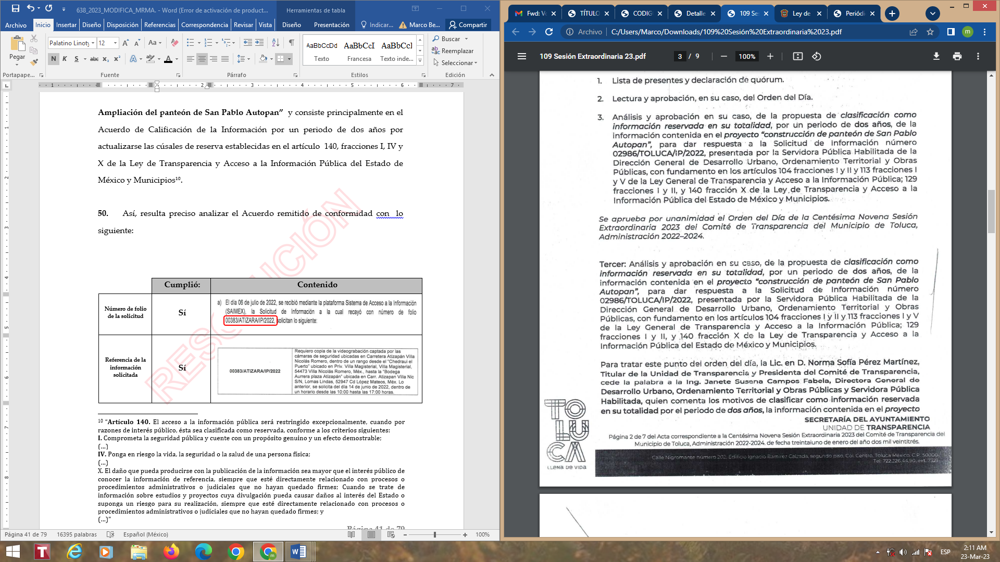 638_2023_MODIFICA_MRMA. - Word (Error de activación de product...
Herramientas de tabla
Archivo
Inicio
Insertar
Diseño
Disposición
Referencias
Correspondencia
Revisar
Vista
Diseño
Presentación
Indicar...
Marco Be...
Compartir
Pegar
Palatino Linoty
12
N K S abc x₂ x²
AaBbCcDd
AaBbCcI
AaBbCcI
Texto
Francesa
Texto inde...
Buscar
Reemplazar
Seleccionar
Portapape...
Fuente
Párrafo
Estilos
Edición
Ampliación del panteón de San Pablo Autopan” y consiste principalmente en el
Acuerdo de Calificación de la Información por un periodo de dos años por
actualizarse las cúsales de reserva establecidas en el artículo 140, fracciones I, IV y
X de la Ley de Transparencia y Acceso a la Información Pública del Estado de
México y Municipios¹⁰.
50. Así, resulta preciso analizar el Acuerdo remitido de conformidad con lo
siguiente:
RESOLUCIÓN
Cumplió:
Contenido
Número de folio
de la solicitud
Sí
a) El día 06 de julio de 2022, se recibió mediante la plataforma Sistema de Acceso a la Información
(SAIMEX), la Solicitud de Información a la cual recayó con número de folio
00383/ATIZARA/IP/2022, solicitan lo siguiente:
Referencia de la
información
solicitada
Sí
00383/ATIZARA/IP/2022
Requiero copia de la videograbación captada por las
cámaras de seguridad ubicadas en Carretera Atizapán Villa
Nicolás Romero, dentro de un rango desde el "Chedraui el
Puerto" ubicado en Priv. Villa Magisterial, Villa Magisterial,
54473 Villa Nicolás Romero, Méx., hasta la "Bodega
Aurrera plaza Atizapán" ubicada en Carr. Atizapan Villa Nic
S/N, Lomas Lindas, 52947 Cd López Mateos, Méx. Lo
anterior, se solicita del día 14 de junio de 2022, dentro de
un horario desde las 10:00 hasta las 17:00 horas.
¹⁰ “Artículo 140. El acceso a la información pública será restringido excepcionalmente, cuando por
razones de interés público, ésta sea clasificada como reservada, conforme a los criterios siguientes:
I. Comprometa la seguridad pública y cuente con un propósito genuino y un efecto demostrable;
(...)
IV. Ponga en riesgo la vida, la seguridad o la salud de una persona física;
(...)
X. El daño que pueda producirse con la publicación de la información sea mayor que el interés público de
conocer la información de referencia, siempre que esté directamente relacionado con procesos o
procedimientos administrativos o judiciales que no hayan quedado firmes; Cuando se trate de
información sobre estudios y proyectos cuya divulgación pueda causar daños al interés del Estado o
suponga un riesgo para su realización, siempre que esté directamente relacionado con procesos o
procedimientos administrativos o judiciales que no hayan quedado firmes; y
(...)”
Página 41 de 79
Página 41 de 79
16395 palabras
Español (México)
100%
Fwd: Vo
TÍTULO
CODIG
Detalle
109 Ses
Ley de
Periódi
Archivo
C:/Users/Marco/Downloads/109%20Sesión%20Extraordinaria%2023.pdf
m
109 Sesión Extraordinaria 23.pdf
3 / 9
100%
1. Lista de presentes y declaración de quórum.
2. Lectura y aprobación, en su caso, del Orden del Día.
3. Análisis y aprobación en su caso, de la propuesta de clasificación como
información reservada en su totalidad, por un periodo de dos años, de la
información contenida en el proyecto “construcción de panteón de San Pablo
Autopan”, para dar respuesta a la Solicitud de Información número
02986/TOLUCA/IP/2022, presentada por la Servidora Pública Habilitada de la
Dirección General de Desarrollo Urbano, Ordenamiento Territorial y Obras
Públicas, con fundamento en los artículos 104 fracciones I y II y 113 fracciones I
y V de la Ley General de Transparencia y Acceso a la Información Pública; 129
fracciones I y II, y 140 fracción X de la Ley de Transparencia y Acceso a la
Información Pública del Estado de México y Municipios.
Se aprueba por unanimidad el Orden del Día de la Centésima Novena Sesión
Extraordinaria 2023 del Comité de Transparencia del Municipio de Toluca,
Administración 2022–2024.
Tercer: Análisis y aprobación en su caso, de la propuesta de clasificación como
información reservada en su totalidad, por un periodo de dos años, de la
información contenida en el proyecto “construcción de panteón de San Pablo
Autopan”, para dar respuesta a la Solicitud de Información número
02986/TOLUCA/IP/2022, presentada por la Servidora Pública Habilitada de la
Dirección General de Desarrollo Urbano, Ordenamiento Territorial y Obras
Públicas, con fundamento en los artículos 104 fracciones I y II y 113 fracciones I y V
de la Ley General de Transparencia y Acceso a la Información Pública; 129
fracciones I y II, y 140 fracción X de la Ley de Transparencia y Acceso a la
Información Pública del Estado de México y Municipios.
Para tratar este punto del orden del día, la Lic. en D. Norma Sofía Pérez Martínez,
Titular de la Unidad de Transparencia y Presidenta del Comité de Transparencia,
cede la palabra a la Ing. Janete Susana Campos Fabela, Directora General de
Desarrollo Urbano, Ordenamiento Territorial y Obras Públicas y Servidora Pública
Habilitada, quien comenta los motivos de clasificar como información reservada
en su totalidad por el periodo de dos años, la información contenida en el proyecto
TO
LU
CA
LLENA DE VIDA
SECRETARÍA DEL AYUNTAMIENTO
UNIDAD DE TRANSPARENCIA
Página 2 de 7 del Acta correspondiente a la Centésima Novena Sesión Extraordinaria 2023 del Comité de Transparencia del
Municipio de Toluca, Administración 2022-2024. de fecha treintaiuno de enero del año dos mil veintitrés.
Calle Nigromante número 202, Edificio Ignacio Ramírez Calzada, segundo piso, Col. Centro, Toluca México. C.P. 50000
Tel: 722.226.44.90, ext. 7321
ESP
2:11 AM
23-Mar-23